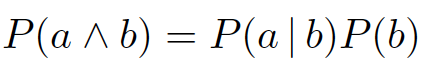 P(a ∧ b) = P(a | b)P(b)